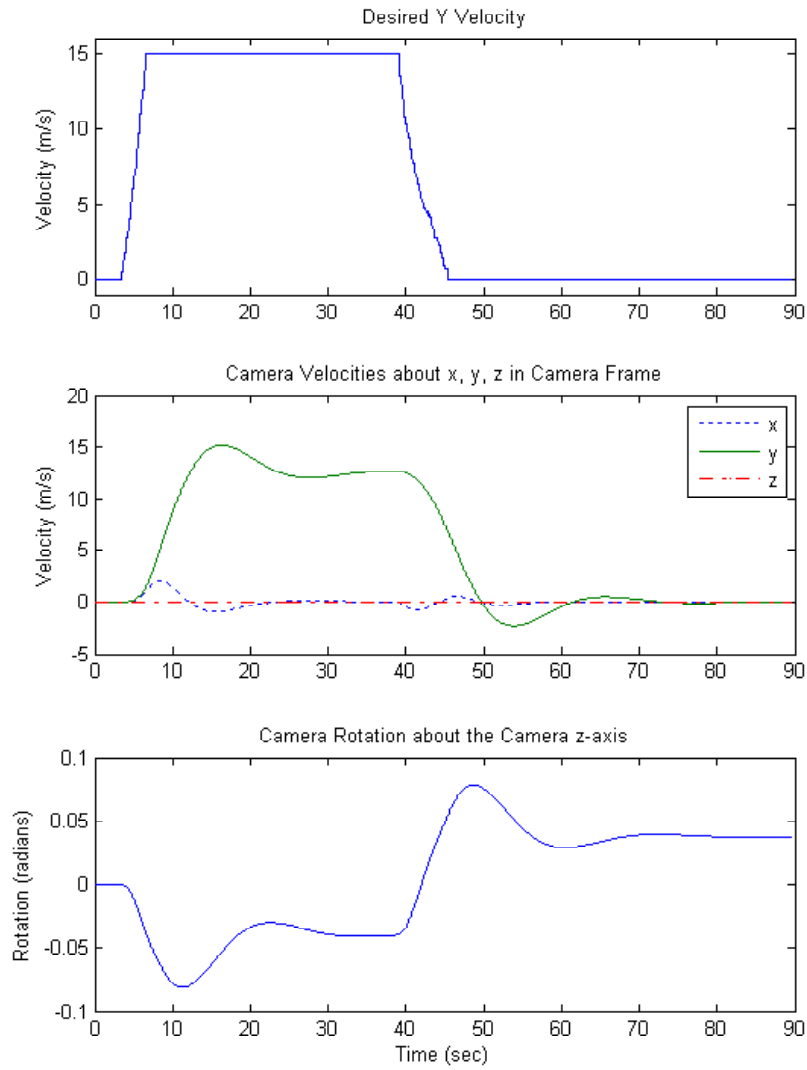 Desired Y Velocity
Velocity (m/s)
15
10
5
0
0 10 20 30 40 50 60 70 80 90
Camera Velocities about x, y, z in Camera Frame
Velocity (m/s)
20
15
10
5
0
-5
x
y
z
0 10 20 30 40 50 60 70 80 90
Camera Rotation about the Camera z-axis
Rotation (radians)
0.1
0.05
0
-0.05
-0.1
0 10 20 30 40 50 60 70 80 90
Time (sec)